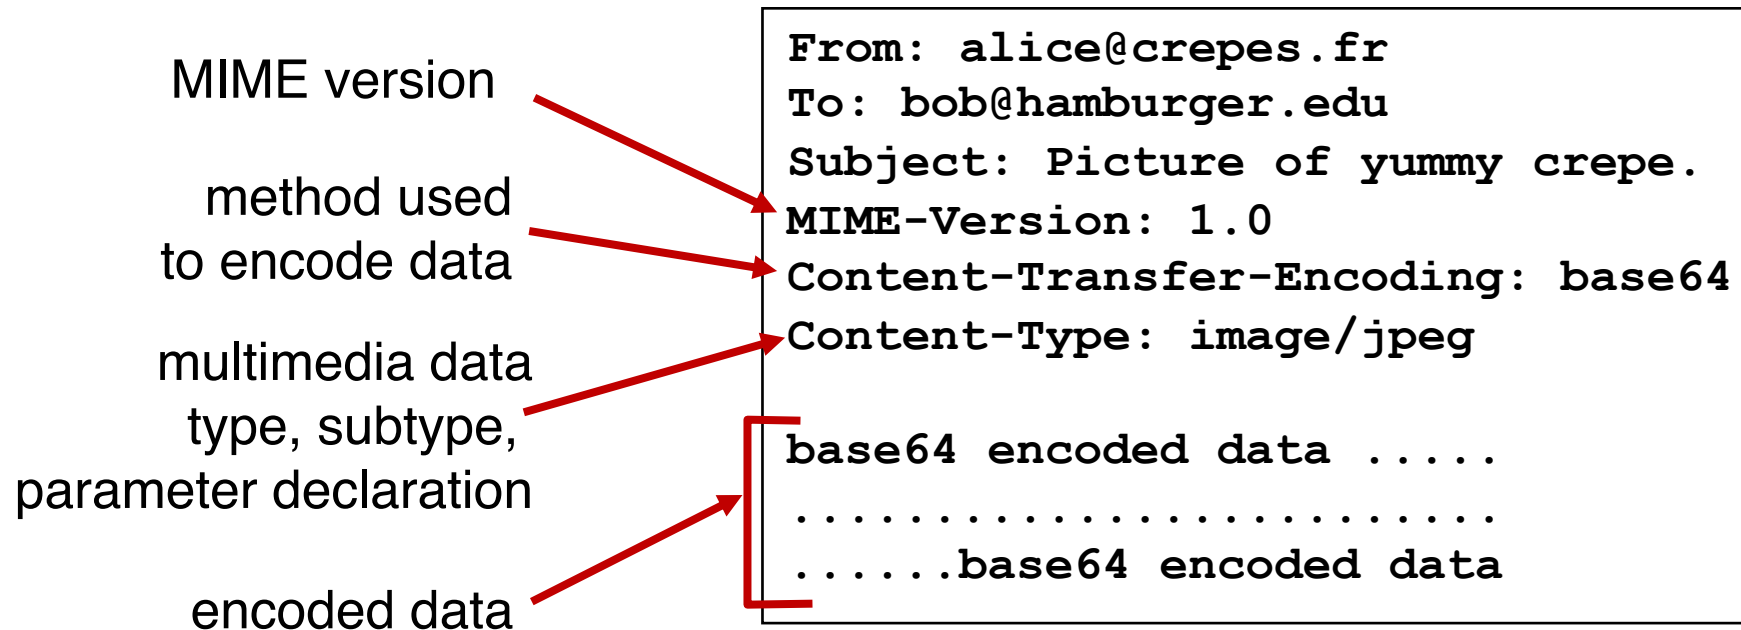 MIME version
method used
to encode data
multimedia data
type, subtype,
parameter declaration
encoded data
From: alice@crepes.fr
To: bob@hamburger.edu
Subject: Picture of yummy crepe.
MIME-Version: 1.0
Content-Transfer-Encoding: base64
Content-Type: image/jpeg
base64 encoded data .....
.........................
......base64 encoded data